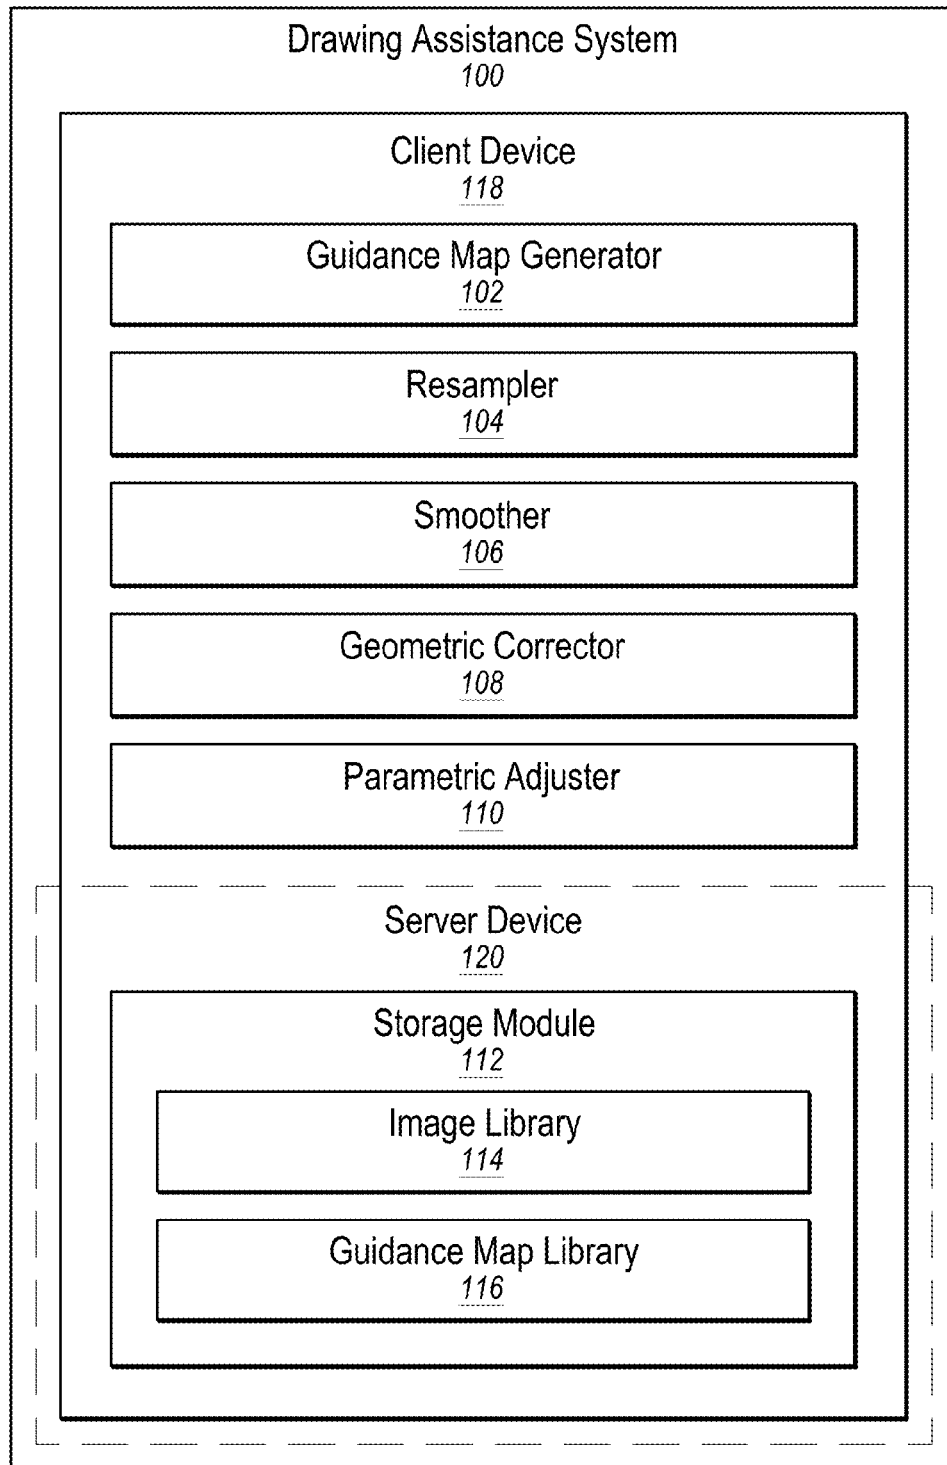 Drawing Assistance System
100
Client Device
118
Guidance Map Generator
102
Resampler
104
Smoother
106
Geometric Corrector
108
Parametric Adjuster
110
Server Device
120
Storage Module
112
Image Library
114
Guidance Map Library
116